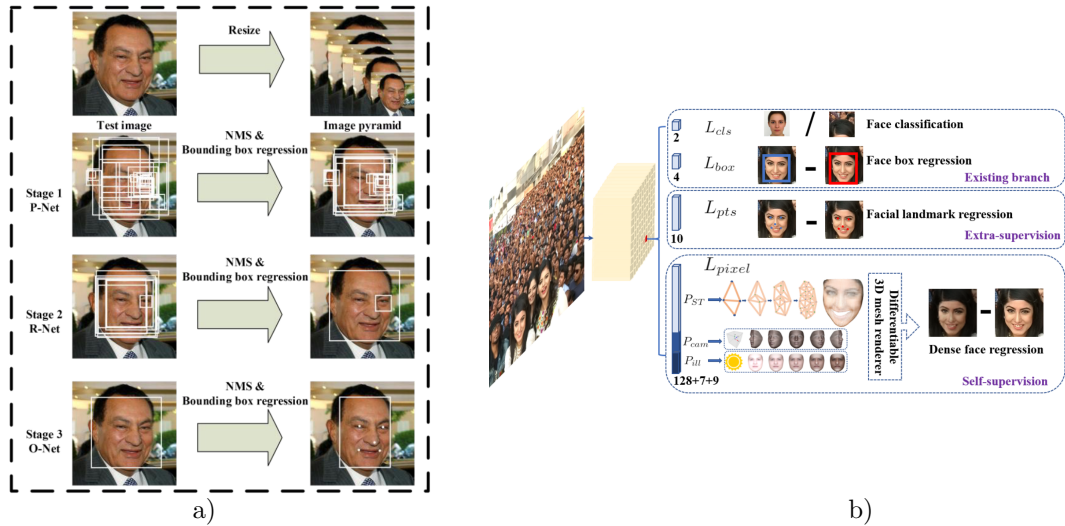 Resize
Test image
Image pyramid
NMS &
Bounding box regression
Stage 1
P-Net
NMS &
Bounding box regression
Stage 2
R-Net
NMS &
Bounding box regression
Stage 3
O-Net
a)
2
L_cls
/
Face classification
4
L_box
-
Face box regression
Existing branch
10
L_pts
-
Facial landmark regression
Extra-supervision
L_pixel
P_ST
P_cam
P_ill
128+7+9
Differentiable
3D mesh renderer
-
Dense face regression
Self-supervision
b)